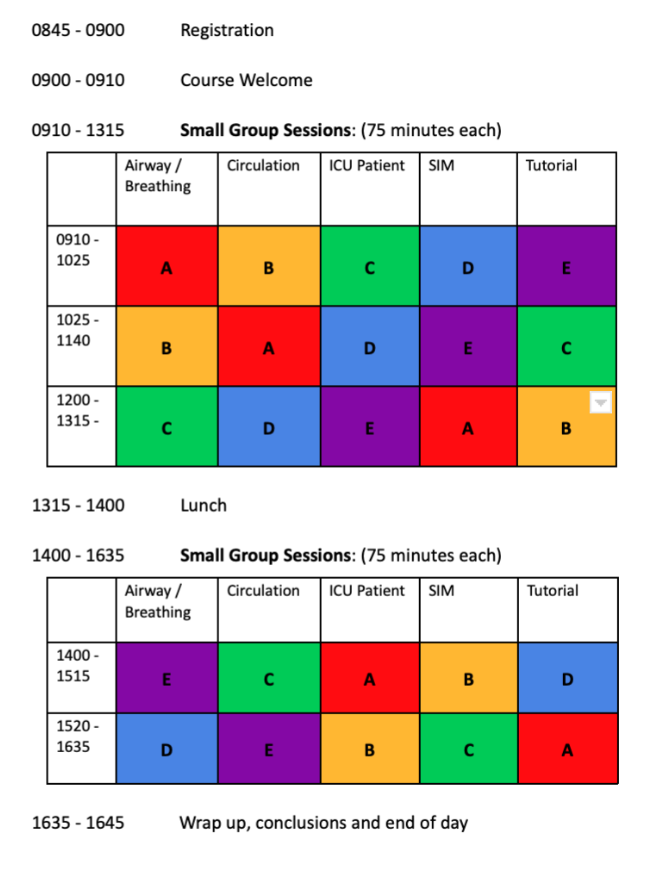 0845 - 0900 Registration
0900 - 0910 Course Welcome
0910 - 1315 Small Group Sessions: (75 minutes each)
Airway / Circulation ICU Patient SIM Tutorial
Breathing
0910 -
1025
A B C D E
1025 -
1140
B A D E C
1200 -
1315 -
C D E A B
1315 - 1400 Lunch
1400 - 1635 Small Group Sessions: (75 minutes each)
Airway / Circulation ICU Patient SIM Tutorial
Breathing
1400 -
1515
E C A B D
1520 -
1635
D E B C A
1635 - 1645 Wrap up, conclusions and end of day